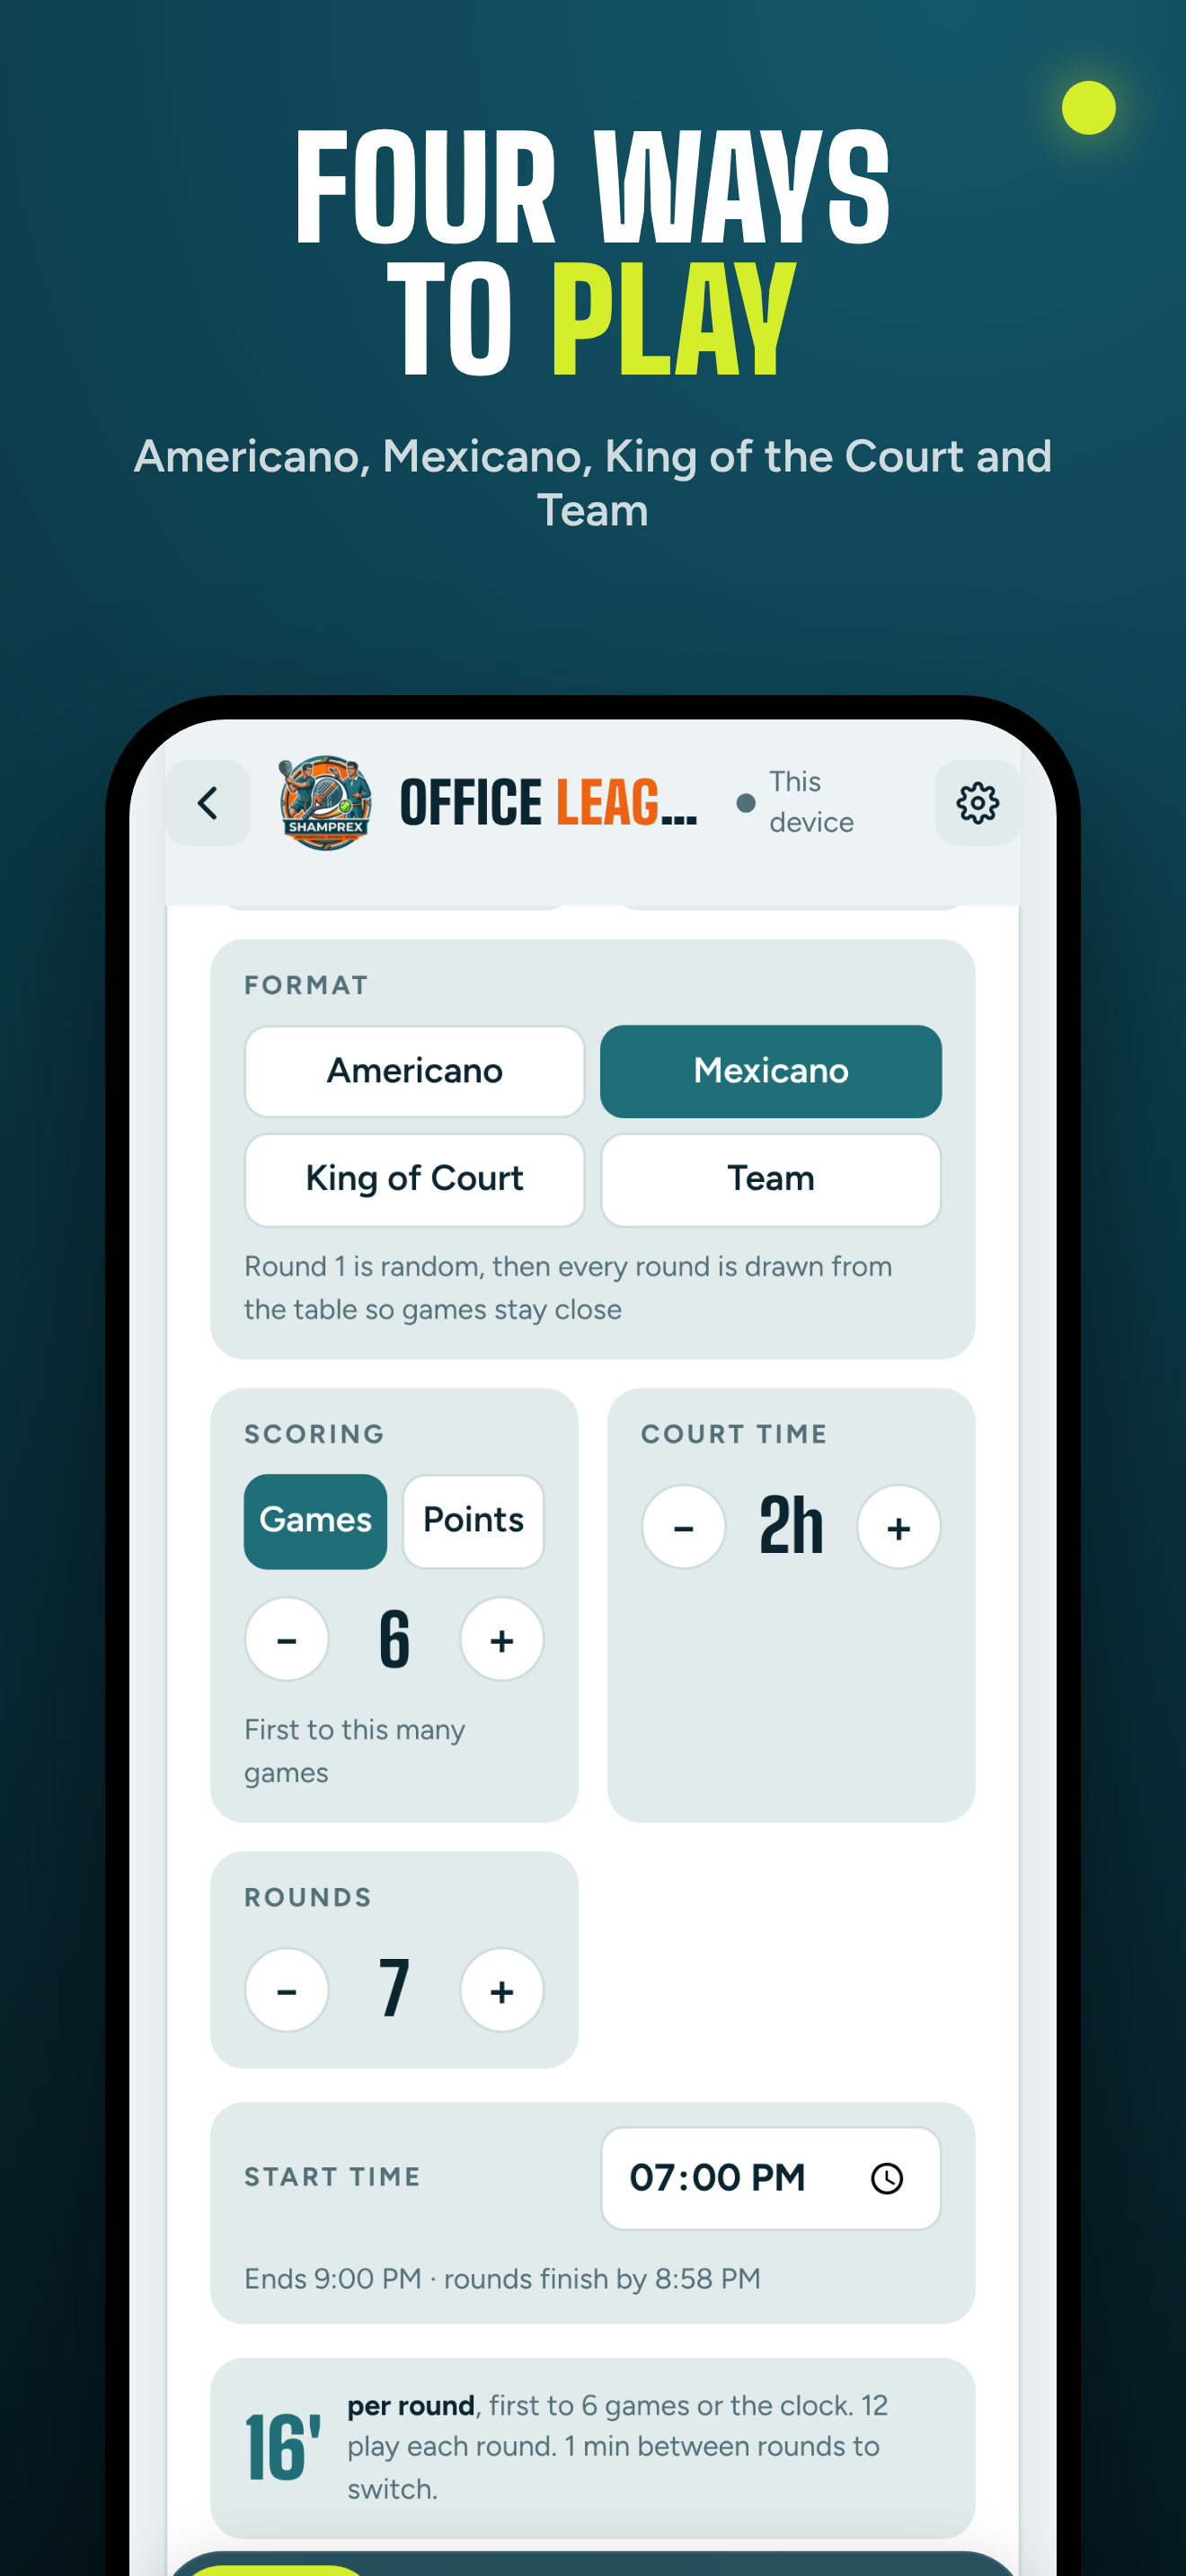 FOUR WAYS
TO PLAY
Americano, Mexicano, King of the Court and
Team
SHAMPREX
OFFICE LEAG...
This
device
FORMAT
Americano
Mexicano
King of Court
Team
Round 1 is random, then every round is drawn from
the table so games stay close
SCORING
Games
Points
- 6 +
First to this many
games
COURT TIME
- 2h +
ROUNDS
- 7 +
START TIME
07:00 PM
Ends 9:00 PM · rounds finish by 8:58 PM
16'
per round, first to 6 games or the clock. 12
play each round. 1 min between rounds to
switch.